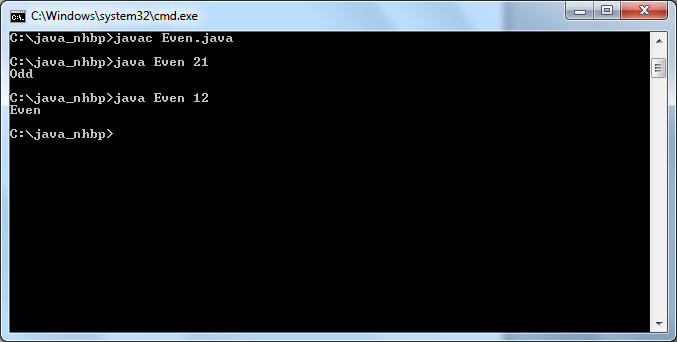 C:\Windows\system32\cmd.exe
C:\java_nhbp>javac Even.java
C:\java_nhbp>java Even 21
Odd
C:\java_nhbp>java Even 12
Even
C:\java_nhbp>